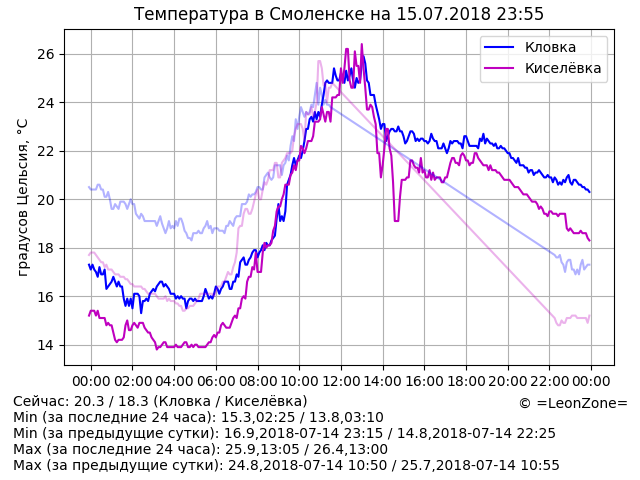 Температура в Смоленске на 15.07.2018 23:55
градусов Цельсия, °C
26
24
22
20
18
16
14
Кловка
Киселёвка
00:00 02:00 04:00 06:00 08:00 10:00 12:00 14:00 16:00 18:00 20:00 22:00 00:00
Сейчас: 20.3 / 18.3 (Кловка / Киселёвка)
© =LeonZone=
Min (за последние 24 часа): 15.3,02:25 / 13.8,03:10
Min (за предыдущие сутки): 16.9,2018-07-14 23:15 / 14.8,2018-07-14 22:25
Max (за последние 24 часа): 25.9,13:05 / 26.4,13:00
Max (за предыдущие сутки): 24.8,2018-07-14 10:50 / 25.7,2018-07-14 10:55